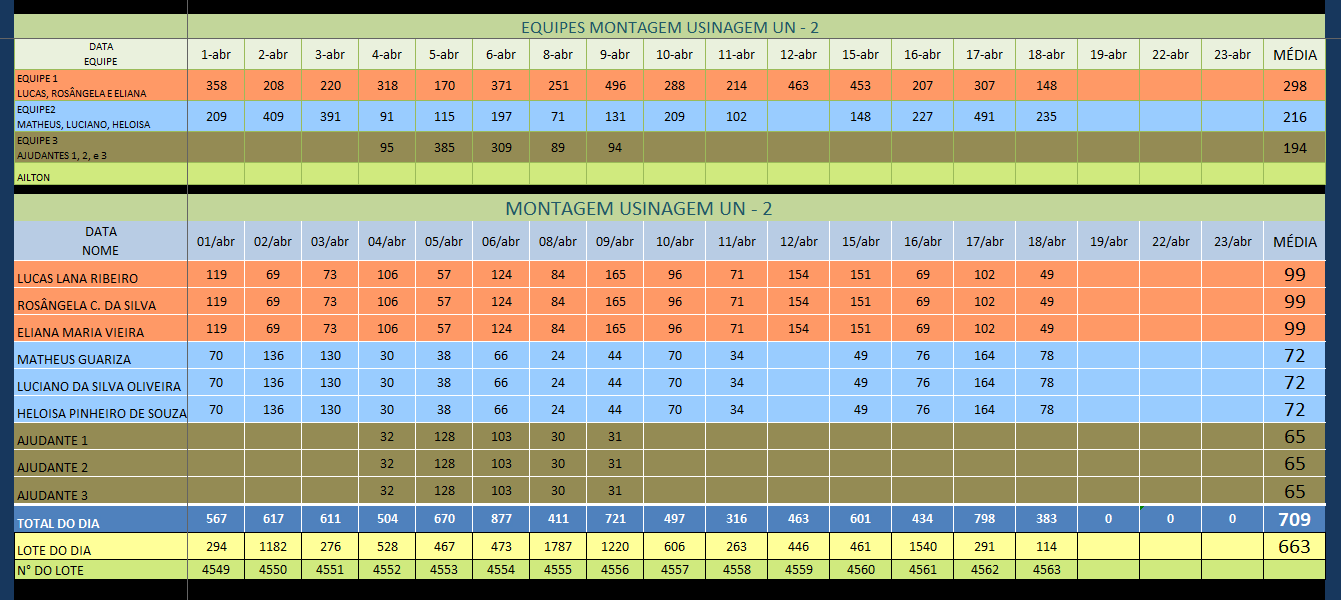 EQUIPES MONTAGEM USINAGEM UN - 2
DATA
EQUIPE 1-abr 2-abr 3-abr 4-abr 5-abr 6-abr 8-abr 9-abr 10-abr 11-abr 12-abr 15-abr 16-abr 17-abr 18-abr 19-abr 22-abr 23-abr MÉDIA
EQUIPE 1
LUCAS, ROSÂNGELA E ELIANA 358 208 220 318 170 371 251 496 288 214 463 453 207 307 148 298
EQUIPE2
MATHEUS, LUCIANO, HELOISA 209 409 391 91 115 197 71 131 209 102 148 227 491 235 216
EQUIPE 3
AJUDANTES 1, 2, e 3 95 385 309 89 94 194
AILTON
MONTAGEM USINAGEM UN - 2
DATA
NOME 01/abr 02/abr 03/abr 04/abr 05/abr 06/abr 08/abr 09/abr 10/abr 11/abr 12/abr 15/abr 16/abr 17/abr 18/abr 19/abr 22/abr 23/abr MÉDIA
LUCAS LANA RIBEIRO 119 69 73 106 57 124 84 165 96 71 154 151 69 102 49 99
ROSÂNGELA C. DA SILVA 119 69 73 106 57 124 84 165 96 71 154 151 69 102 49 99
ELIANA MARIA VIEIRA 119 69 73 106 57 124 84 165 96 71 154 151 69 102 49 99
MATHEUS GUARIZA 70 136 130 30 38 66 24 44 70 34 49 76 164 78 72
LUCIANO DA SILVA OLIVEIRA 70 136 130 30 38 66 24 44 70 34 49 76 164 78 72
HELOISA PINHEIRO DE SOUZA 70 136 130 30 38 66 24 44 70 34 49 76 164 78 72
AJUDANTE 1 32 128 103 30 31 65
AJUDANTE 2 32 128 103 30 31 65
AJUDANTE 3 32 128 103 30 31 65
TOTAL DO DIA 567 617 611 504 670 877 411 721 497 316 463 601 434 798 383 0 0 0 709
LOTE DO DIA 294 1182 276 528 467 473 1787 1220 606 263 446 461 1540 291 114 663
N° DO LOTE 4549 4550 4551 4552 4553 4554 4555 4556 4557 4558 4559 4560 4561 4562 4563